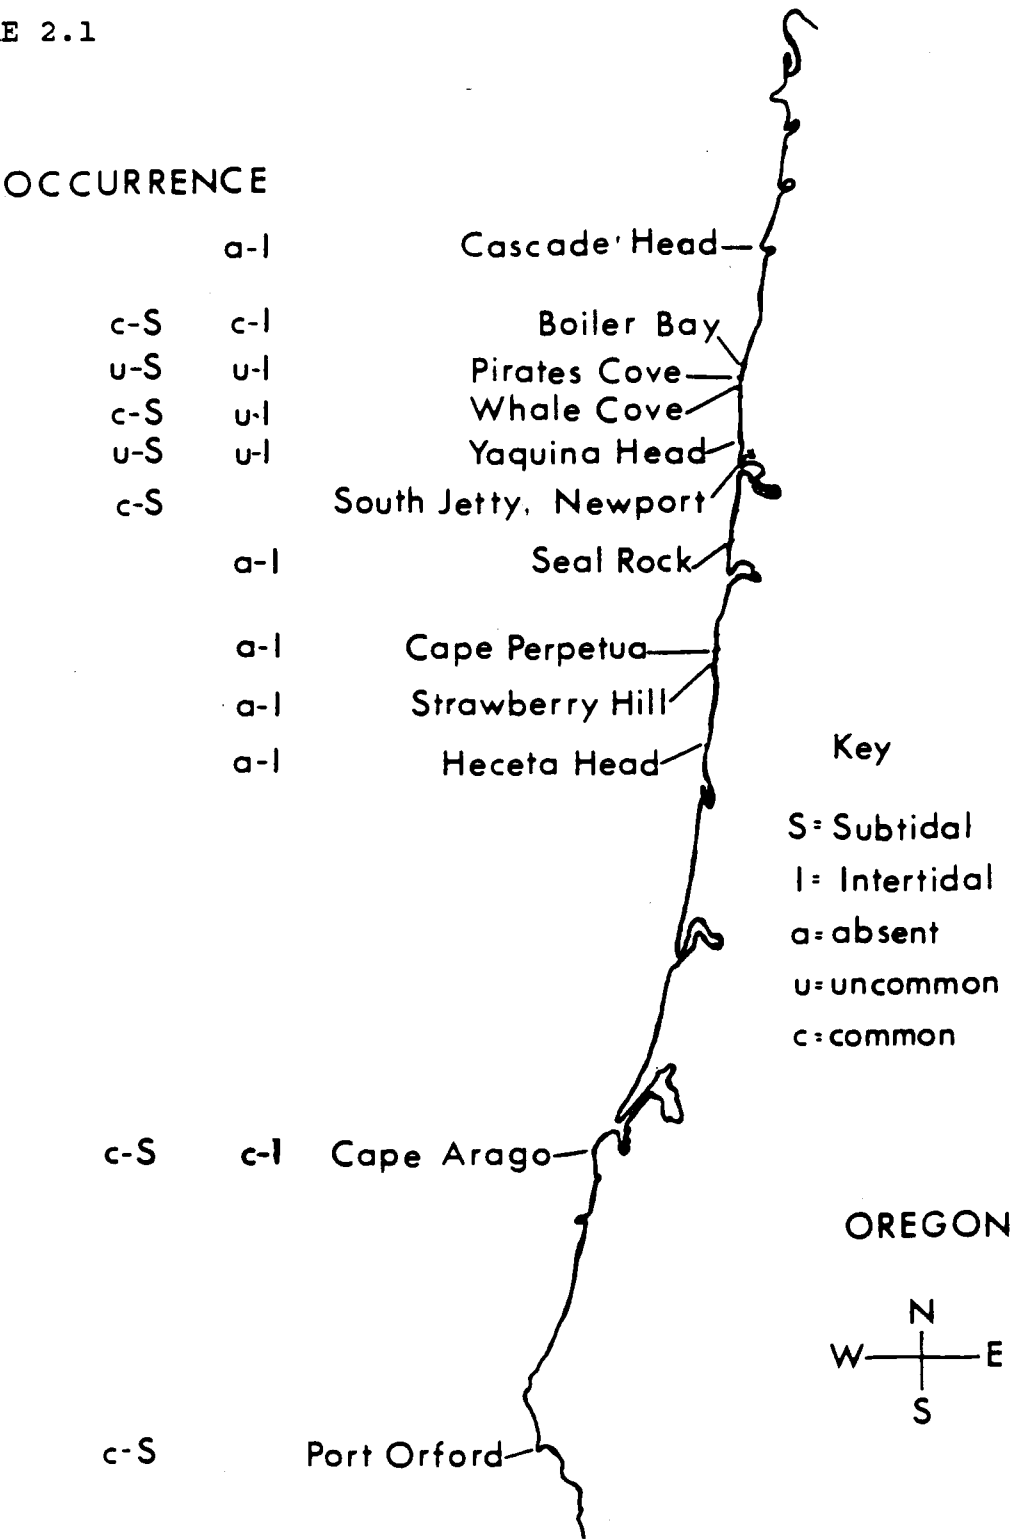 E 2.1
OCCURRENCE
a-I Cascade Head
c-S c-I Boiler Bay
u-S u-I Pirates Cove
c-S u-I Whale Cove
u-S u-I Yaquina Head
c-S South Jetty, Newport
a-I Seal Rock
a-I Cape Perpetua
a-I Strawberry Hill
a-I Heceta Head
Key
S= Subtidal
I= Intertidal
a=absent
u=uncommon
c=common
c-S c-I Cape Arago
OREGON
N
W E
S
c-S Port Orford